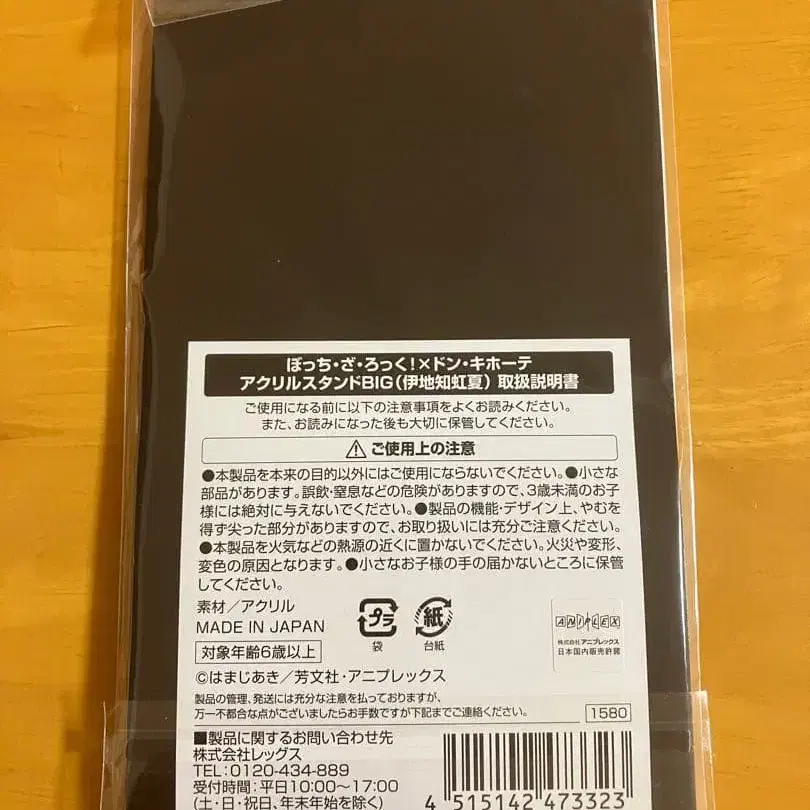 ぼっち・ざ・ろっく!×ドン・キホーテ
アクリルスタンドBIG(伊地知虹夏) 取扱説明書
ご使用になる前に以下の注意事項をよくお読みください。
また、お読みになった後も大切に保管してください。
ご使用上の注意
●本製品を本来の目的以外にはご使用にならないでください。●小さな
部品があります。誤飲・窒息などの危険がありますので、3歳未満のお子
様には絶対に与えないでください。●製品の機能・デザイン上、やむを
得ず尖った部分がありますので、お取り扱いには充分ご注意ください。
●本製品を火気などの熱源の近くに置かないでください。火災や変形、
変色の原因となります。●小さなお子様の手の届かないところに保管
してください。
素材/アクリル
MADE IN JAPAN
対象年齢6歳以上
プラ
袋
紙
台紙
ANIPLEX
株式会社アニプレックス
日本国内販売許諾
©はまじあき/芳文社・アニプレックス
製品の管理、発送には充分な注意を払っておりますが、
万一不都合な点がございましたらお手数ですが下記までご連絡ください。
1580
■製品に関するお問い合わせ先
株式会社レッグス
TEL:0120-434-889
受付時間:平日10:00~17:00
(土・日・祝日、年末年始を除く)
4 515142 473323